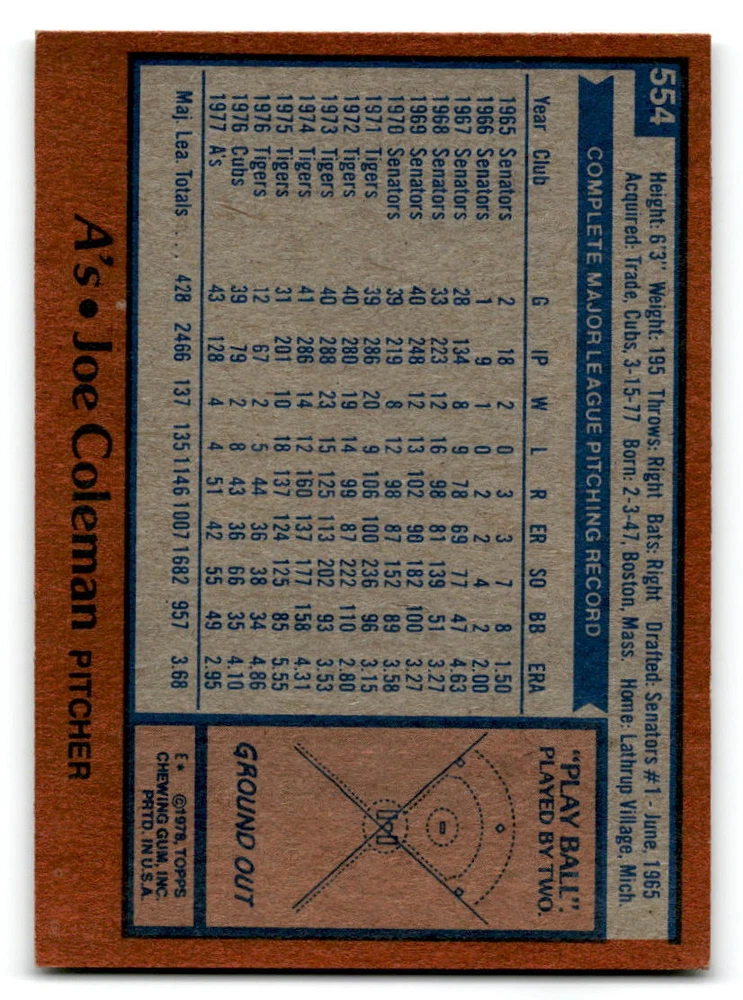 554
Height: 6'3" Weight: 195 Throws: Right Bats: Right Drafted: Senators #1 - June, 1965
Acquired: Trade, Cubs, 3-15-77 Born: 2-3-47, Boston, Mass. Home: Lathrup Village, Mich.
COMPLETE MAJOR LEAGUE PITCHING RECORD
Year Club G IP W L R ER SO BB ERA
1965 Senators 2 18 2 0 3 3 7 8 1.50
1966 Senators 1 9 1 0 2 2 4 2 2.00
1967 Senators 28 134 8 9 78 69 77 47 4.63
1968 Senators 33 223 12 16 98 81 139 51 3.27
1969 Senators 40 248 12 13 102 90 182 100 3.27
1970 Senators 39 219 8 12 98 87 152 89 3.58
1971 Tigers 39 286 20 9 106 100 236 96 3.15
1972 Tigers 40 280 19 14 99 87 222 110 2.80
1973 Tigers 40 288 23 15 125 113 202 93 3.53
1974 Tigers 41 286 14 12 160 137 177 158 4.31
1975 Tigers 31 201 10 18 137 124 125 85 5.55
1976 Tigers 12 67 2 5 44 36 38 34 4.86
1976 Cubs 39 79 2 8 43 36 66 35 4.10
1977 A's 43 128 4 4 51 42 55 49 2.95
Maj. Lea. Totals . . . 428 2466 137 135 1146 1007 1682 957 3.68
"PLAY BALL".
PLAYED BY TWO.
GROUND OUT
E* ©1978, TOPPS
CHEWING GUM, INC.
PRTD. IN U.S.A.
A's • Joe Coleman PITCHER